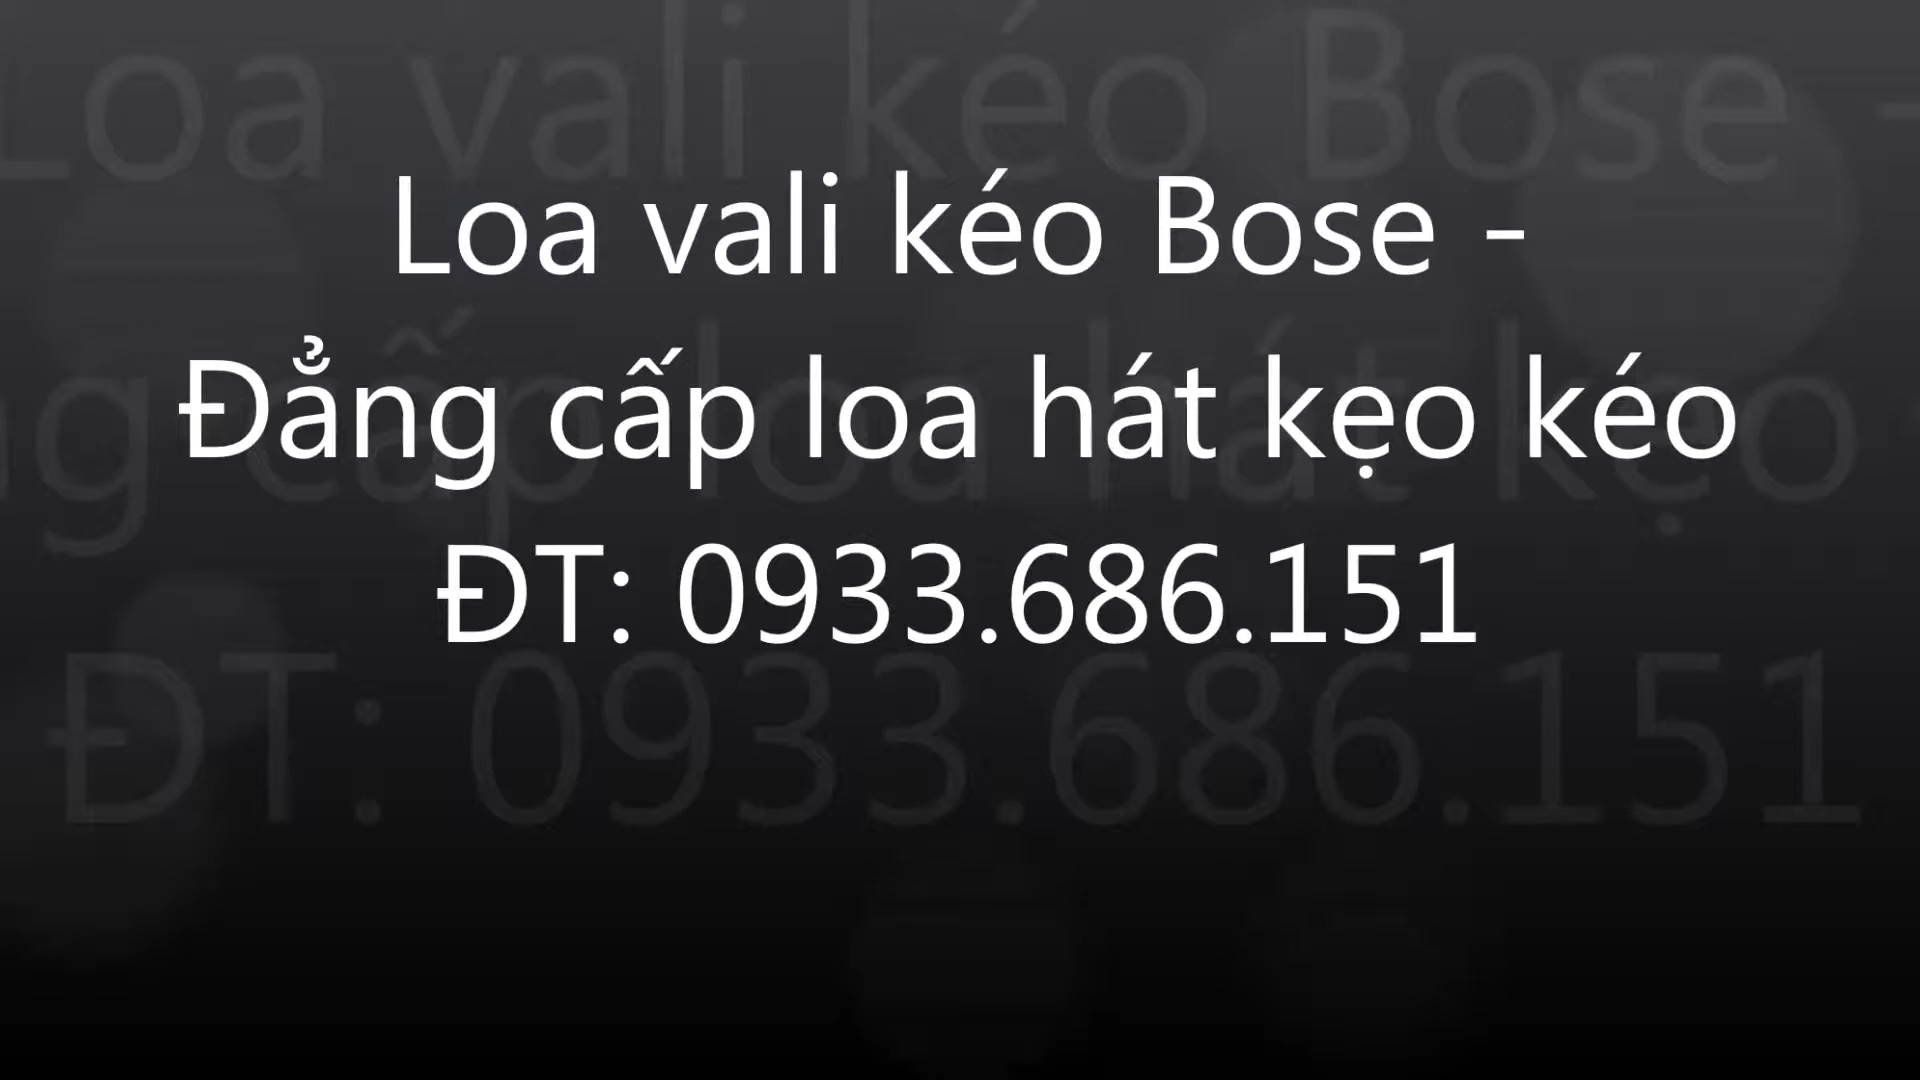 Loa vali kéo Bose -
Đẳng cấp loa hát kẹo kéo
ĐT: 0933.686.151